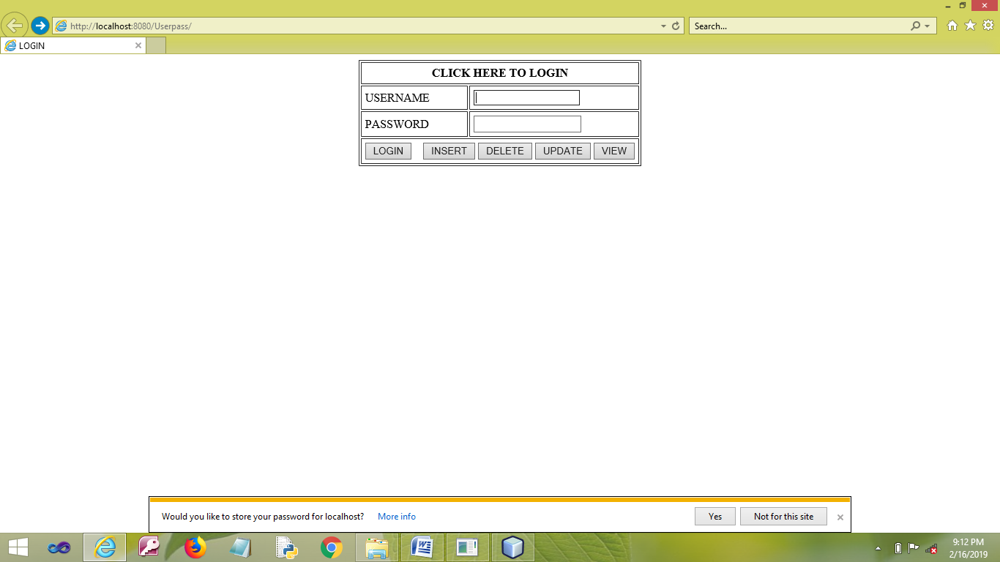 http://localhost:8080/Userpass/
Search...
LOGIN
CLICK HERE TO LOGIN
USERNAME
PASSWORD
LOGIN INSERT DELETE UPDATE VIEW
Would you like to store your password for localhost? More info Yes Not for this site
9:12 PM
2/16/2019